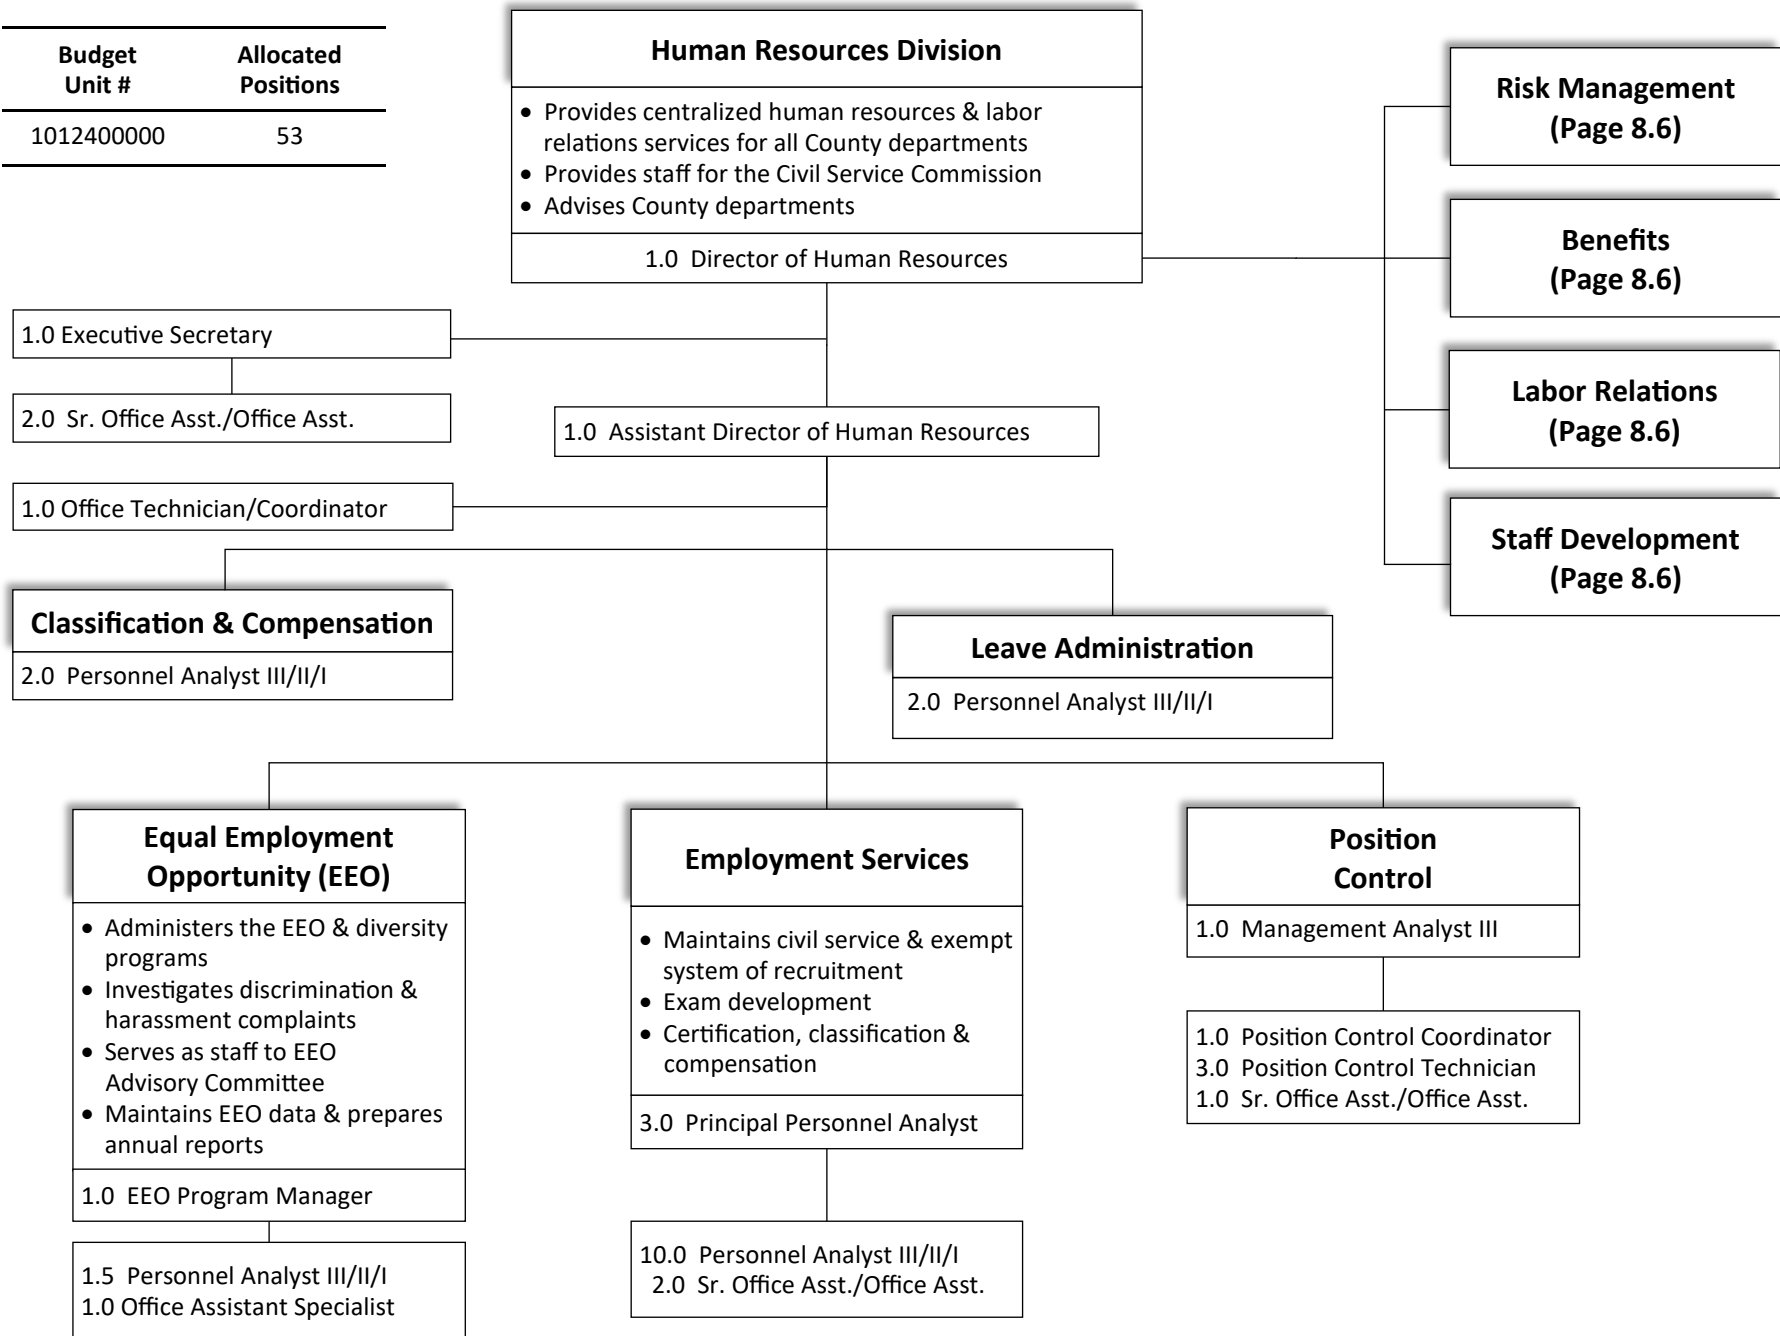 Budget Unit #
Allocated Positions
1012400000 53
Human Resources Division
• Provides centralized human resources & labor
relations services for all County departments
• Provides staff for the Civil Service Commission
• Advises County departments
1.0 Director of Human Resources
Risk Management
(Page 8.6)
Benefits
(Page 8.6)
Labor Relations
(Page 8.6)
Staff Development
(Page 8.6)
1.0 Executive Secretary
2.0 Sr. Office Asst./Office Asst.
1.0 Assistant Director of Human Resources
1.0 Office Technician/Coordinator
Classification & Compensation
2.0 Personnel Analyst III/II/I
Leave Administration
2.0 Personnel Analyst III/II/I
Equal Employment
Opportunity (EEO)
• Administers the EEO & diversity
programs
• Investigates discrimination &
harassment complaints
• Serves as staff to EEO
Advisory Committee
• Maintains EEO data & prepares
annual reports
1.0 EEO Program Manager
1.5 Personnel Analyst III/II/I
1.0 Office Assistant Specialist
Employment Services
• Maintains civil service & exempt
system of recruitment
• Exam development
• Certification, classification &
compensation
3.0 Principal Personnel Analyst
10.0 Personnel Analyst III/II/I
2.0 Sr. Office Asst./Office Asst.
Position
Control
1.0 Management Analyst III
1.0 Position Control Coordinator
3.0 Position Control Technician
1.0 Sr. Office Asst./Office Asst.